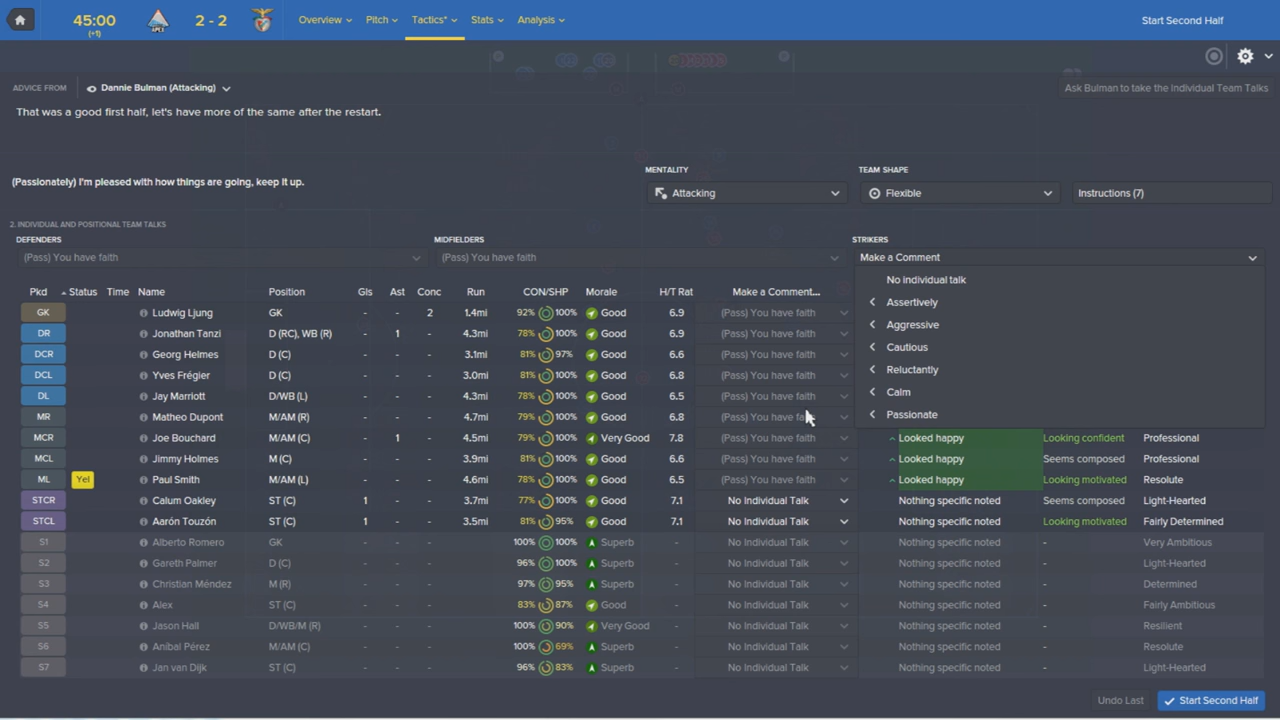 45:00 2 - 2 Overview Pitch Tactics* Stats Analysis Start Second Half
(+1) APEX
ADVICE FROM Dannie Bulman (Attacking) Ask Bulman to take the Individual Team Talks
That was a good first half, let's have more of the same after the restart.
MENTALITY TEAM SHAPE
(Passionately) I'm pleased with how things are going, keep it up. Attacking Flexible Instructions (7)
2. INDIVIDUAL AND POSITIONAL TEAM TALKS
DEFENDERS MIDFIELDERS STRIKERS
(Pass) You have faith (Pass) You have faith Make a Comment
No individual talk
Assertively
Aggressive
Cautious
Reluctantly
Calm
Passionate
Pkd Status Time Name Position Gls Ast Conc Run CON/SHP Morale H/T Rat Make a Comment...
GK Ludwig Ljung GK - - 2 1.4mi 92% 100% Good 6.9 (Pass) You have faith
DR Jonathan Tanzi D (RC), WB (R) - 1 - 4.3mi 78% 100% Good 6.9 (Pass) You have faith
DCR Georg Helmes D (C) - - - 3.1mi 81% 97% Good 6.6 (Pass) You have faith
DCL Yves Frégier D (C) - - - 3.0mi 81% 100% Good 6.8 (Pass) You have faith
DL Jay Marriott D/WB (L) - - - 4.3mi 78% 100% Good 6.5 (Pass) You have faith
MR Matheo Dupont M/AM (R) - - - 4.7mi 79% 100% Good 6.8 (Pass) You have faith
MCR Joe Bouchard M/AM (C) - 1 - 4.5mi 79% 100% Very Good 7.8 (Pass) You have faith Looked happy Looking confident Professional
MCL Jimmy Holmes M (C) - - - 3.9mi 81% 100% Good 6.6 (Pass) You have faith Looked happy Seems composed Professional
ML Yel Paul Smith M/AM (L) - - - 4.6mi 78% 100% Good 6.5 (Pass) You have faith Looked happy Looking motivated Resolute
STCR Calum Oakley ST (C) 1 - - 3.7mi 77% 100% Good 7.1 No Individual Talk Nothing specific noted Seems composed Light-Hearted
STCL Aarón Touzón ST (C) 1 - - 3.5mi 81% 95% Good 7.1 No Individual Talk Nothing specific noted Looking motivated Fairly Determined
S1 Alberto Romero GK - - - 100% 100% Superb - No Individual Talk Nothing specific noted - Very Ambitious
S2 Gareth Palmer D (C) - - - 96% 100% Superb - No Individual Talk Nothing specific noted - Light-Hearted
S3 Christian Méndez M (R) - - - 97% 95% Superb - No Individual Talk Nothing specific noted - Determined
S4 Alex ST (C) - - - 83% 87% Good - No Individual Talk Nothing specific noted - Fairly Ambitious
S5 Jason Hall D/WB/M (R) - - - 100% 90% Very Good - No Individual Talk Nothing specific noted - Resilient
S6 Aníbal Pérez M/AM (C) - - - 100% 69% Superb - No Individual Talk Nothing specific noted - Resolute
S7 Jan van Dijk ST (C) - - - 96% 83% Superb - No Individual Talk Nothing specific noted - Light-Hearted
Undo Last Start Second Half